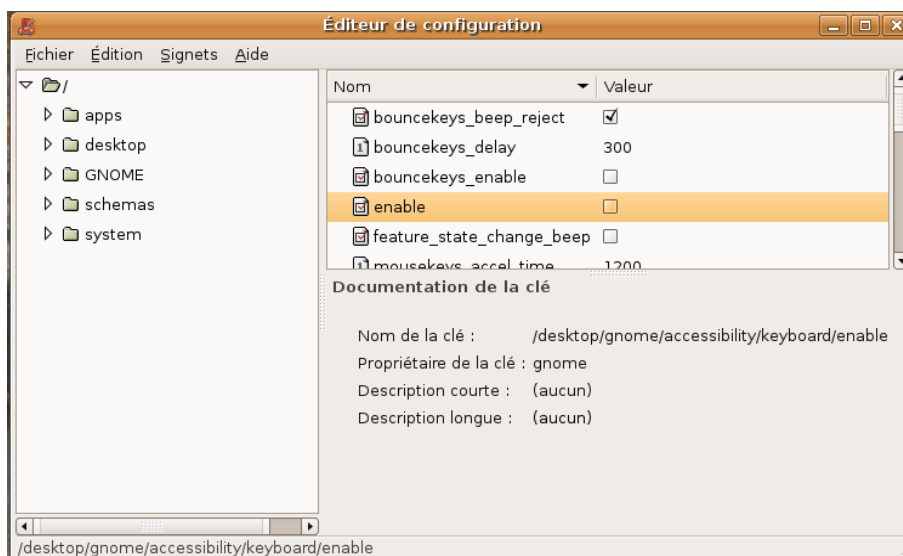 Éditeur de configuration
Fichier Édition Signets Aide
/
apps
desktop
GNOME
schemas
system
Nom Valeur
bouncekeys_beep_reject
bouncekeys_delay 300
bouncekeys_enable
enable
feature_state_change_beep
mousekeys_accel_time 1200
Documentation de la clé
Nom de la clé : /desktop/gnome/accessibility/keyboard/enable
Propriétaire de la clé : gnome
Description courte : (aucun)
Description longue : (aucun)
/desktop/gnome/accessibility/keyboard/enable